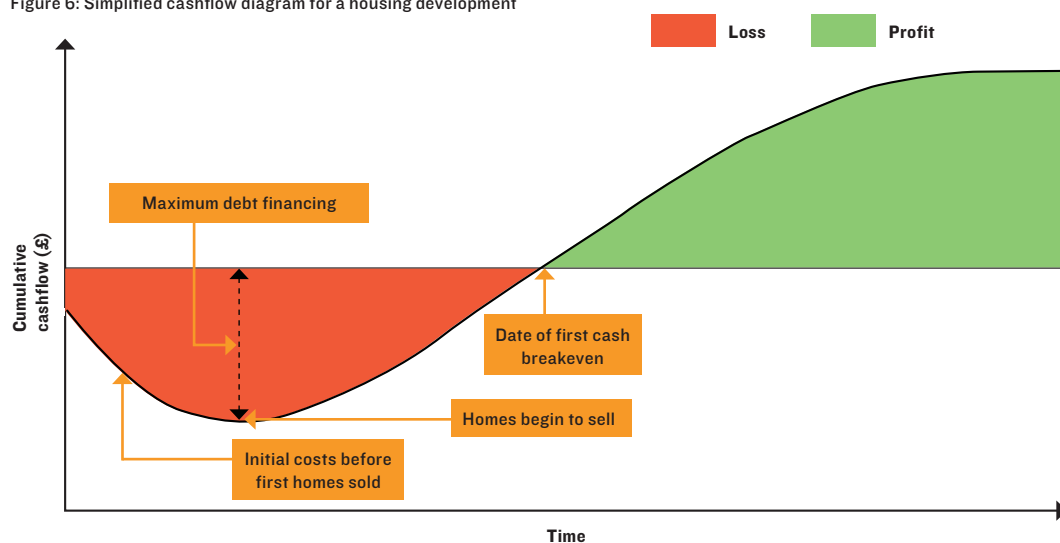 Figure 6: Simplified cashflow diagram for a housing development
Loss
Profit
Maximum debt financing
Cumulative
cashflow (£)
Date of first cash
breakeven
Homes begin to sell
Initial costs before
first homes sold
Time